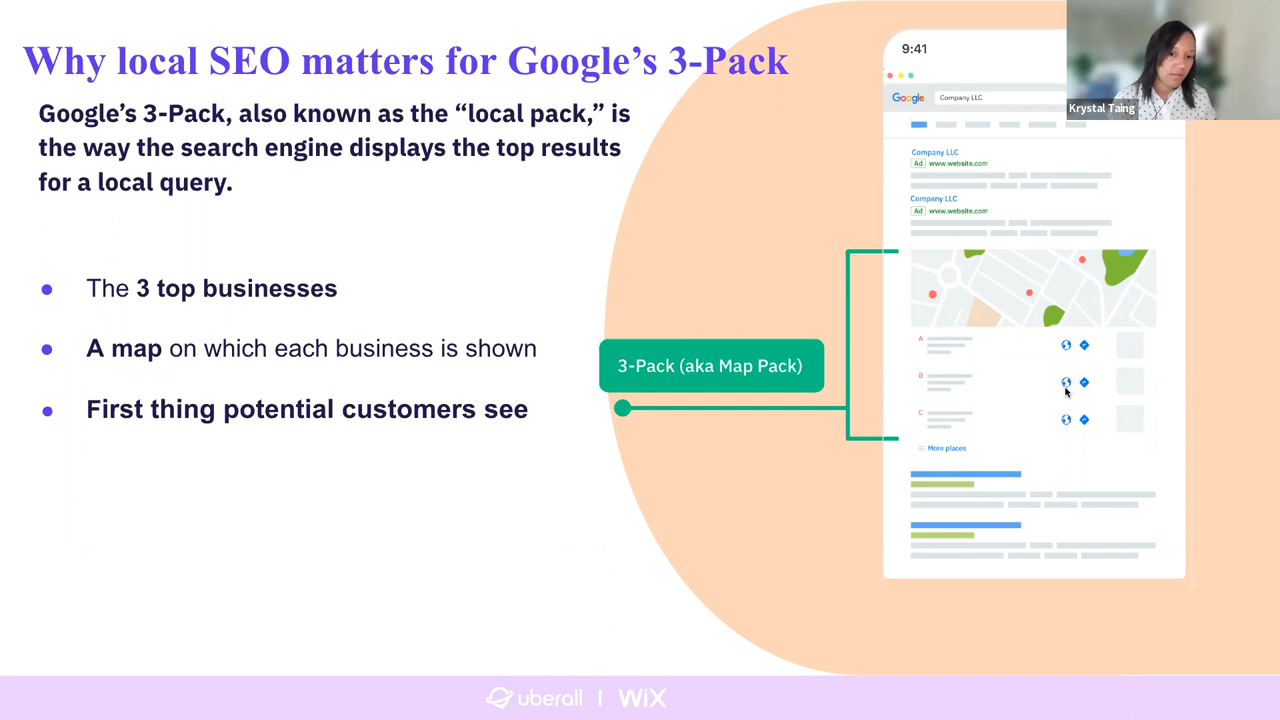 Why local SEO matters for Google’s 3-Pack
Google’s 3-Pack, also known as the “local pack,” is
the way the search engine displays the top results
for a local query.
The 3 top businesses
A map on which each business is shown
First thing potential customers see
3-Pack (aka Map Pack)
9:41
Google
Company LLC
Krystal Taing
Company LLC
Ad www.website.com
Company LLC
Ad www.website.com
A
B
C
More places
uberall | WiX